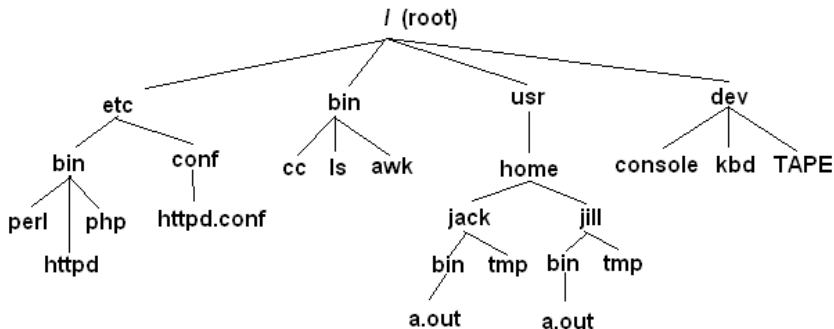 / (root)
etc bin usr dev
bin conf cc ls awk home console kbd TAPE
perl php httpd.conf jack jill
httpd bin tmp bin tmp
a.out a.out